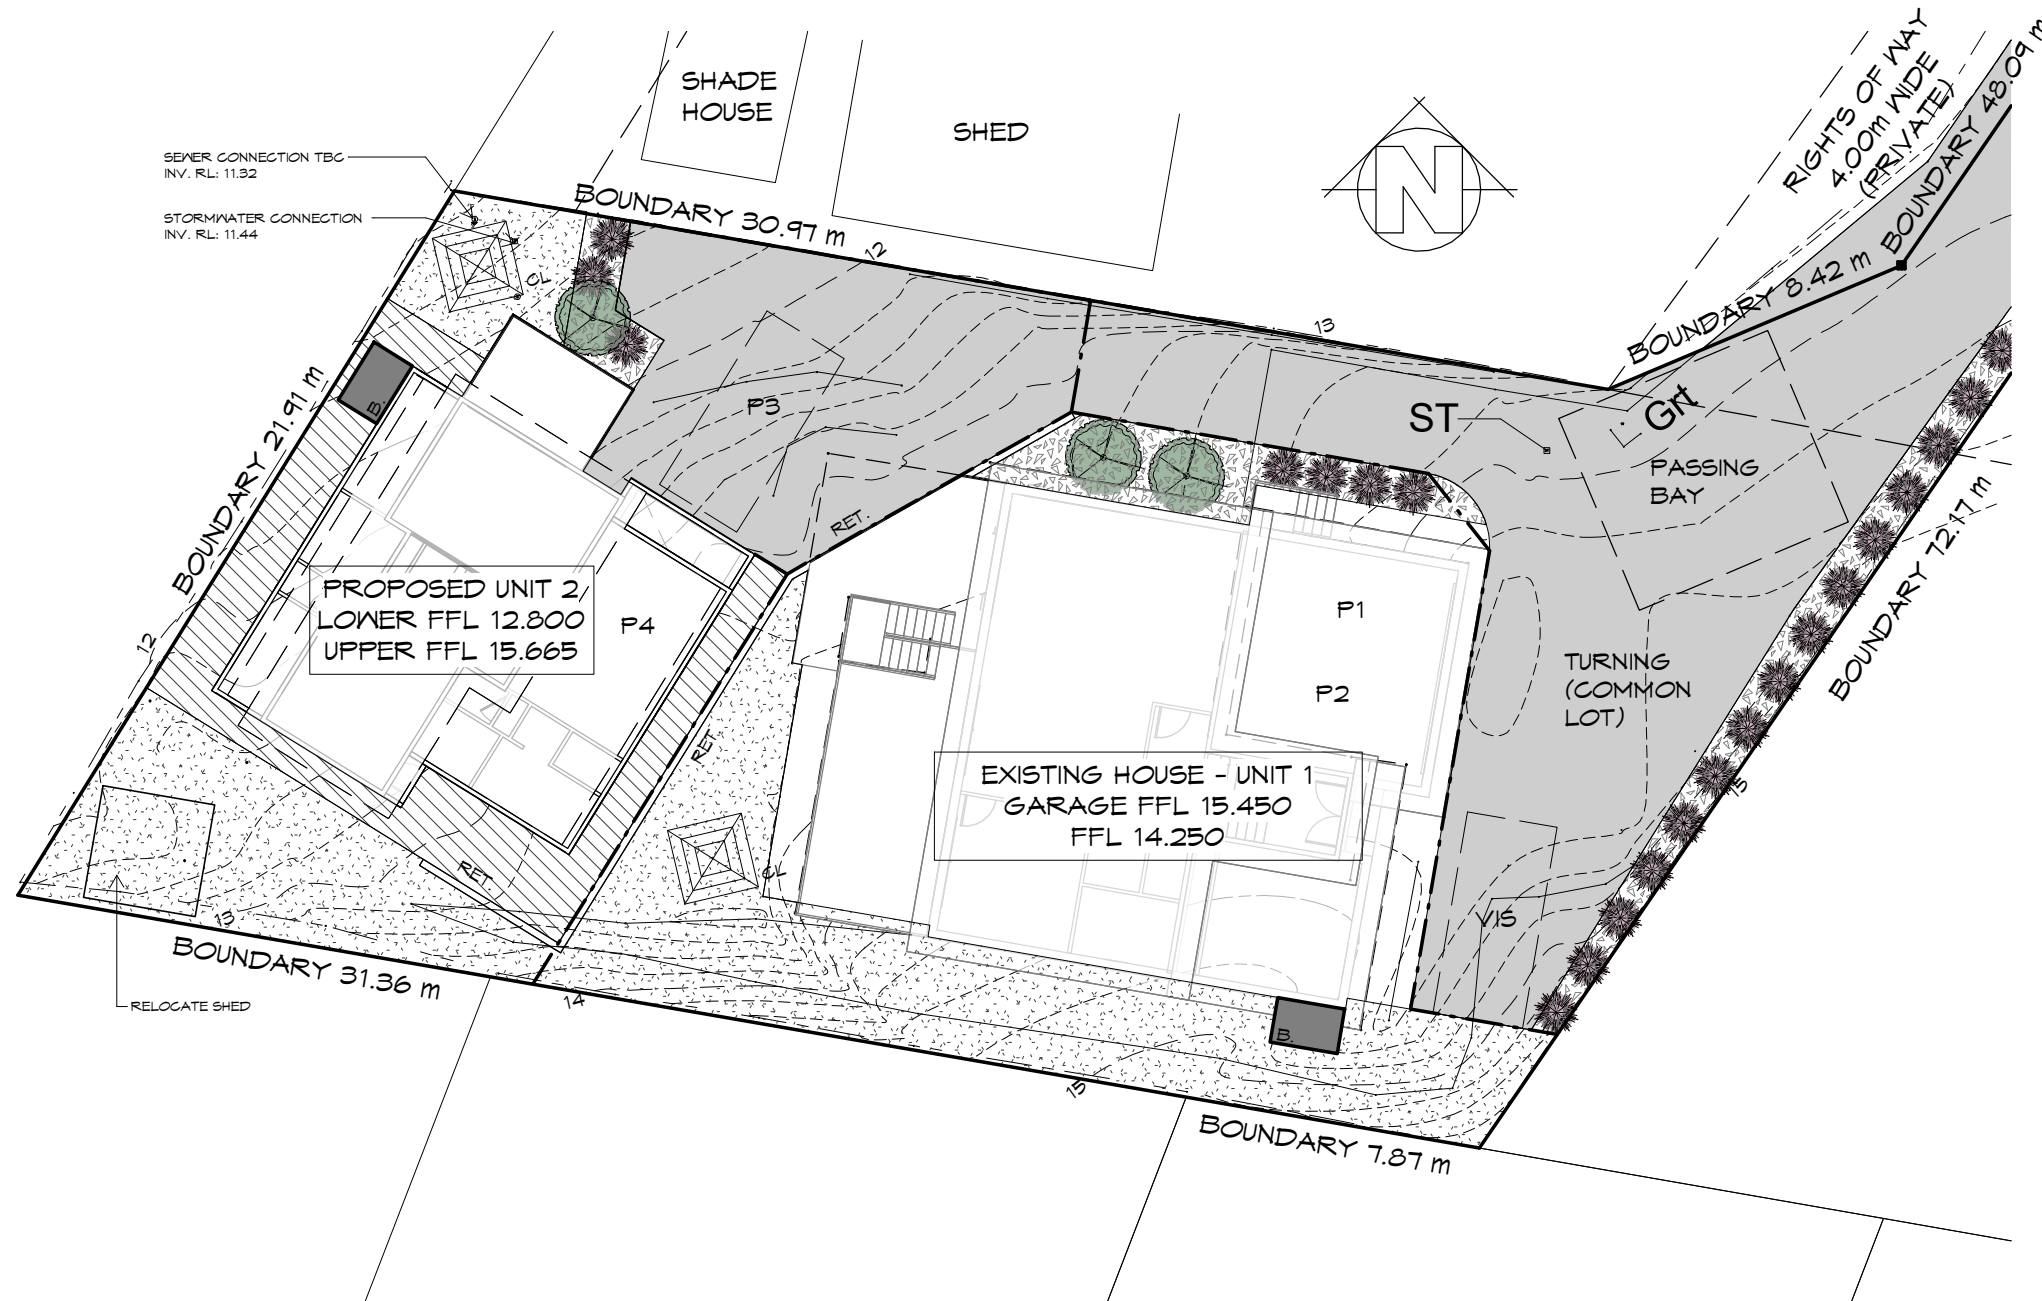 SHADE
HOUSE
SHED
N
RIGHTS OF WAY
4.00m WIDE
(PRIVATE)
BOUNDARY 48.09 m
SEWER CONNECTION TBC
INV. RL: 11.32
STORMWATER CONNECTION
INV. RL: 11.44
BOUNDARY 30.97 m
12
CL
13
BOUNDARY 8.42 m
B.
P3
ST
Grt
PASSING
BAY
BOUNDARY 21.91 m
RET.
BOUNDARY 72.17 m
PROPOSED UNIT 2
LOWER FFL 12.800
UPPER FFL 15.665
P4
P1
P2
12
TURNING
(COMMON
LOT)
RET.
EXISTING HOUSE - UNIT 1
GARAGE FFL 15.450
FFL 14.250
15
CL
RET.
VIS
13
BOUNDARY 31.36 m
RELOCATE SHED
14
B.
15
BOUNDARY 7.87 m